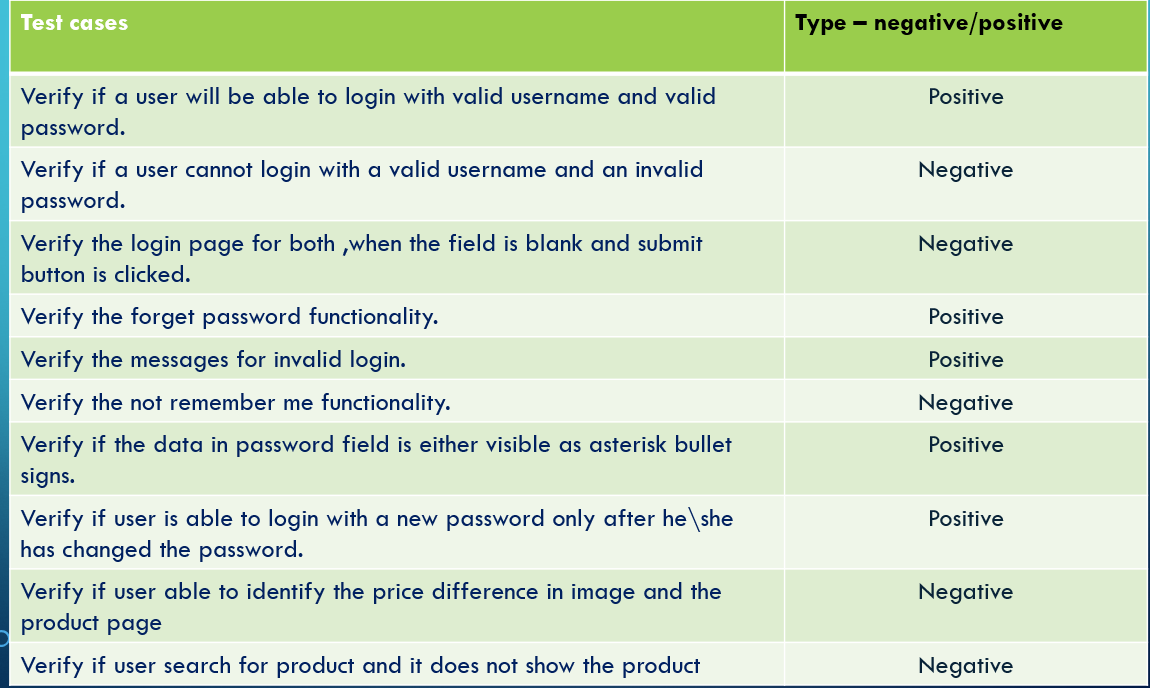 Test cases
Type – negative/positive
Verify if a user will be able to login with valid username and valid
password.
Positive
Verify if a user cannot login with a valid username and an invalid
password.
Negative
Verify the login page for both ,when the field is blank and submit
button is clicked.
Negative
Verify the forget password functionality.
Positive
Verify the messages for invalid login.
Positive
Verify the not remember me functionality.
Negative
Verify if the data in password field is either visible as asterisk bullet
signs.
Positive
Verify if user is able to login with a new password only after he\she
has changed the password.
Positive
Verify if user able to identify the price difference in image and the
product page
Negative
Verify if user search for product and it does not show the product
Negative